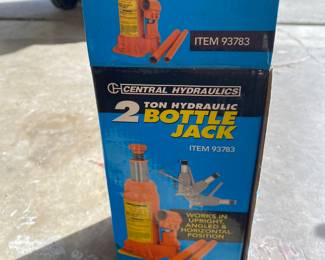 ITEM 93783
CENTRAL HYDRAULICS
2 TON HYDRAULIC
BOTTLE
JACK
ITEM 93783
WORKS IN
UPRIGHT,
ANGLED &
HORIZONTAL
POSITION